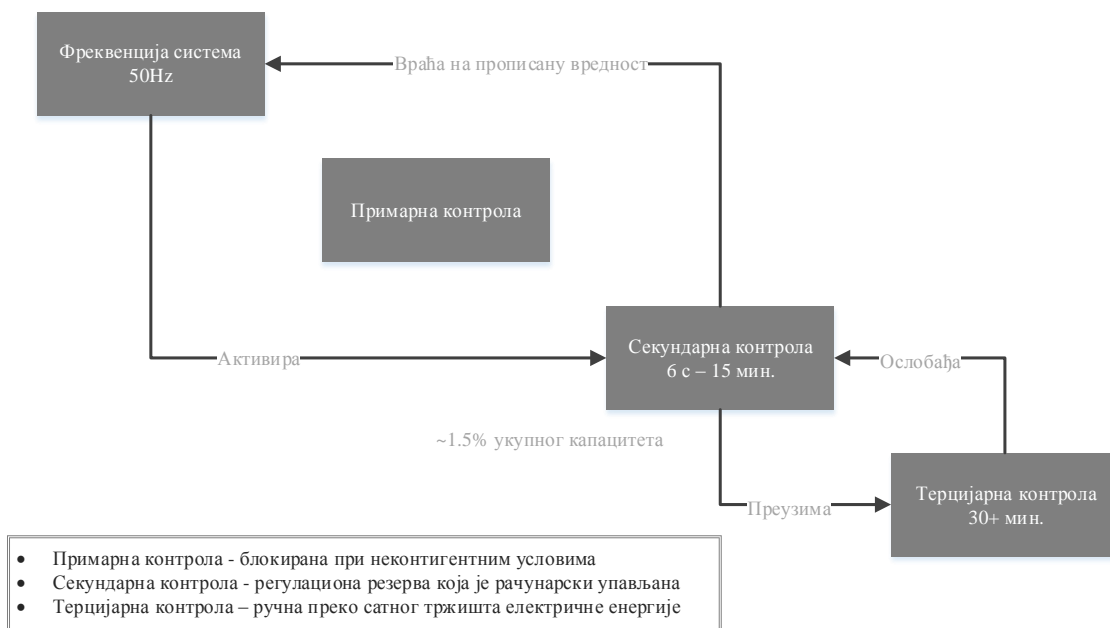 Фреквенција система
50Hz
Враћа на прописану вредност
Примарна контрола
Секундарна контрола
6 с – 15 мин.
Активира
Ослобађа
~1.5% укупног капацитета
Терцијарна контрола
30+ мин.
Преузима
• Примарна контрола - блокирана при неконтигентним условима
• Секундарна контрола - регулациона резерва која је рачунарски упављана
• Терцијарна контрола – ручна преко сатног тржишта електричне енергије